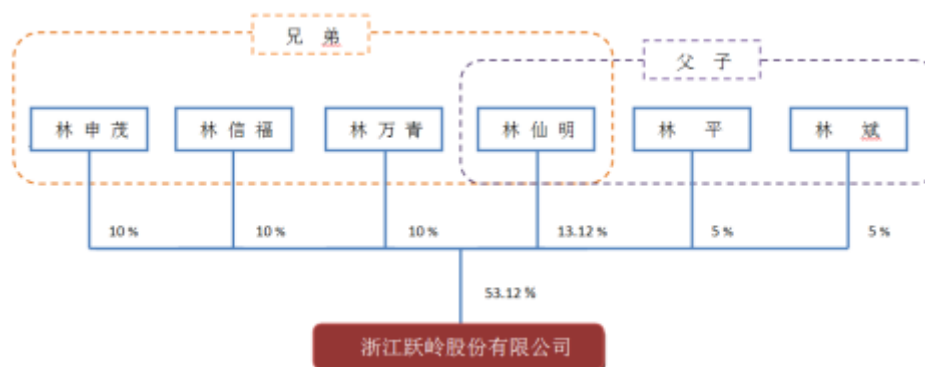 兄 弟
父 子
林 申 茂
林 信 福
林 万 青
林 仙 明
林 平
林 斌
10 %
10 %
10 %
13.12 %
5 %
5 %
53.12 %
浙江跃岭股份有限公司